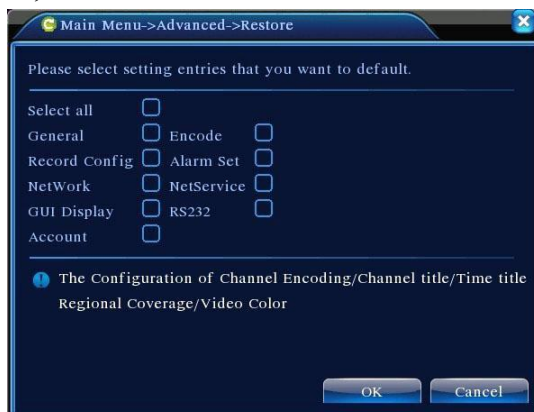 Main Menu->Advanced->Restore
Please select setting entries that you want to default.
Select all
General Encode
Record Config Alarm Set
NetWork NetService
GUI Display RS232
Account
The Configuration of Channel Encoding/Channel title/Time title
Regional Coverage/Video Color
OK Cancel